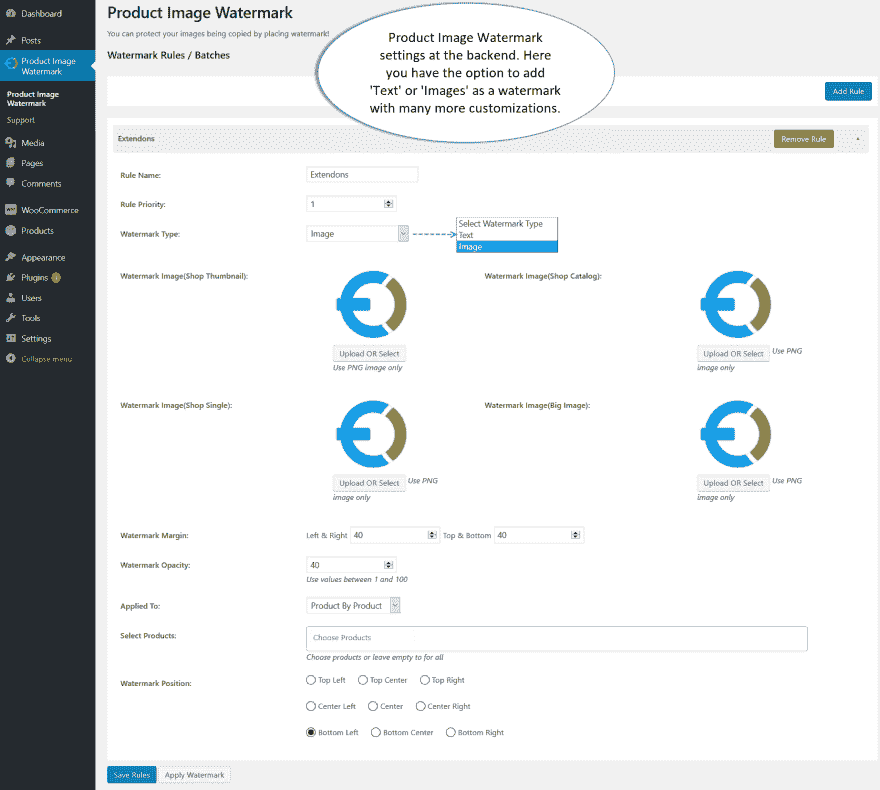 Dashboard
Posts
Product Image
Watermark
Product Image
Watermark
Support
Media
Pages
Comments
WooCommerce
Products
Appearance
Plugins
Users
Tools
Settings
Collapse menu
Product Image Watermark
You can protect your images being copied by placing watermark!
Watermark Rules / Batches
Product Image Watermark
settings at the backend. Here
you have the option to add
'Text' or 'Images' as a watermark
with many more customizations.
Add Rule
Extendons
Remove Rule
Rule Name: Extendons
Rule Priority: 1
Watermark Type: Image
Select Watermark Type
Text
Image
Watermark Image(Shop Thumbnail):
Upload OR Select
Use PNG image only
Watermark Image(Shop Catalog):
Upload OR Select Use PNG
image only
Watermark Image(Shop Single):
Upload OR Select Use PNG
image only
Watermark Image(Big Image):
Upload OR Select Use PNG
image only
Watermark Margin: Left & Right 40 Top & Bottom 40
Watermark Opacity: 40
Use values between 1 and 100
Applied To: Product By Product
Select Products: Choose Products
Choose products or leave empty to for all
Watermark Position: Top Left Top Center Top Right
Center Left Center Center Right
Bottom Left Bottom Center Bottom Right
Save Rules Apply Watermark